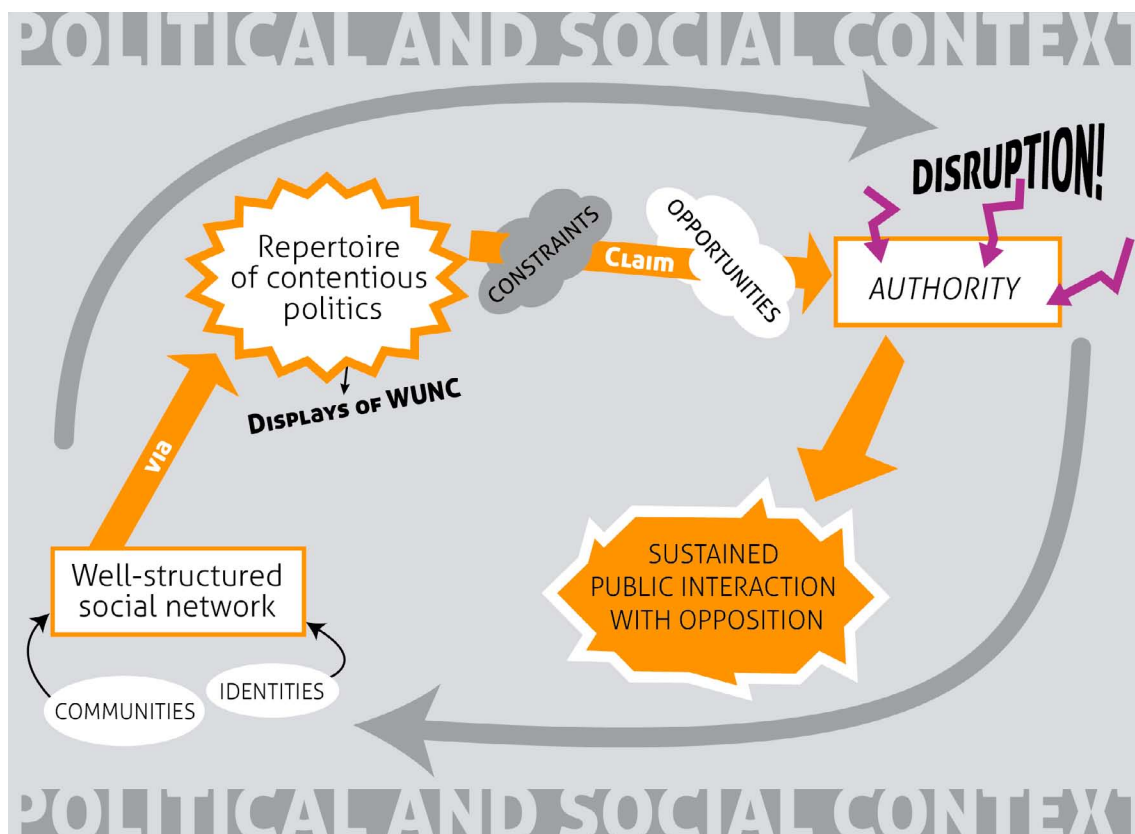 POLITICAL AND SOCIAL CONTEXT
DISRUPTION!
Repertoire
of contentious
politics
CONSTRAINTS
Claim
OPPORTUNITIES
AUTHORITY
Displays of WUNC
via
SUSTAINED
PUBLIC INTERACTION
WITH OPPOSITION
Well-structured
social network
COMMUNITIES
IDENTITIES
POLITICAL AND SOCIAL CONTEXT